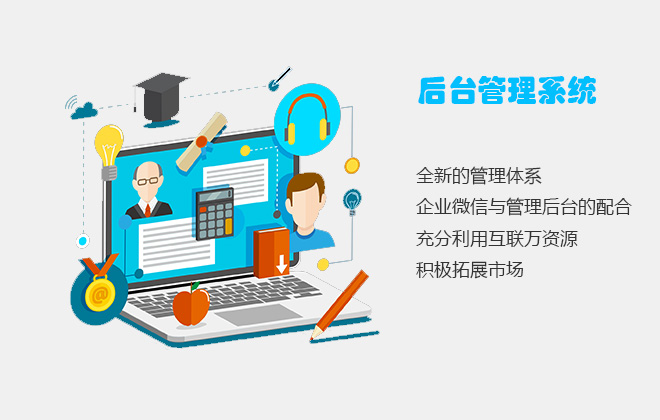 后台管理系统
全新的管理体系
企业微信与管理后台的配合
充分利用互联万资源
积极拓展市场
@